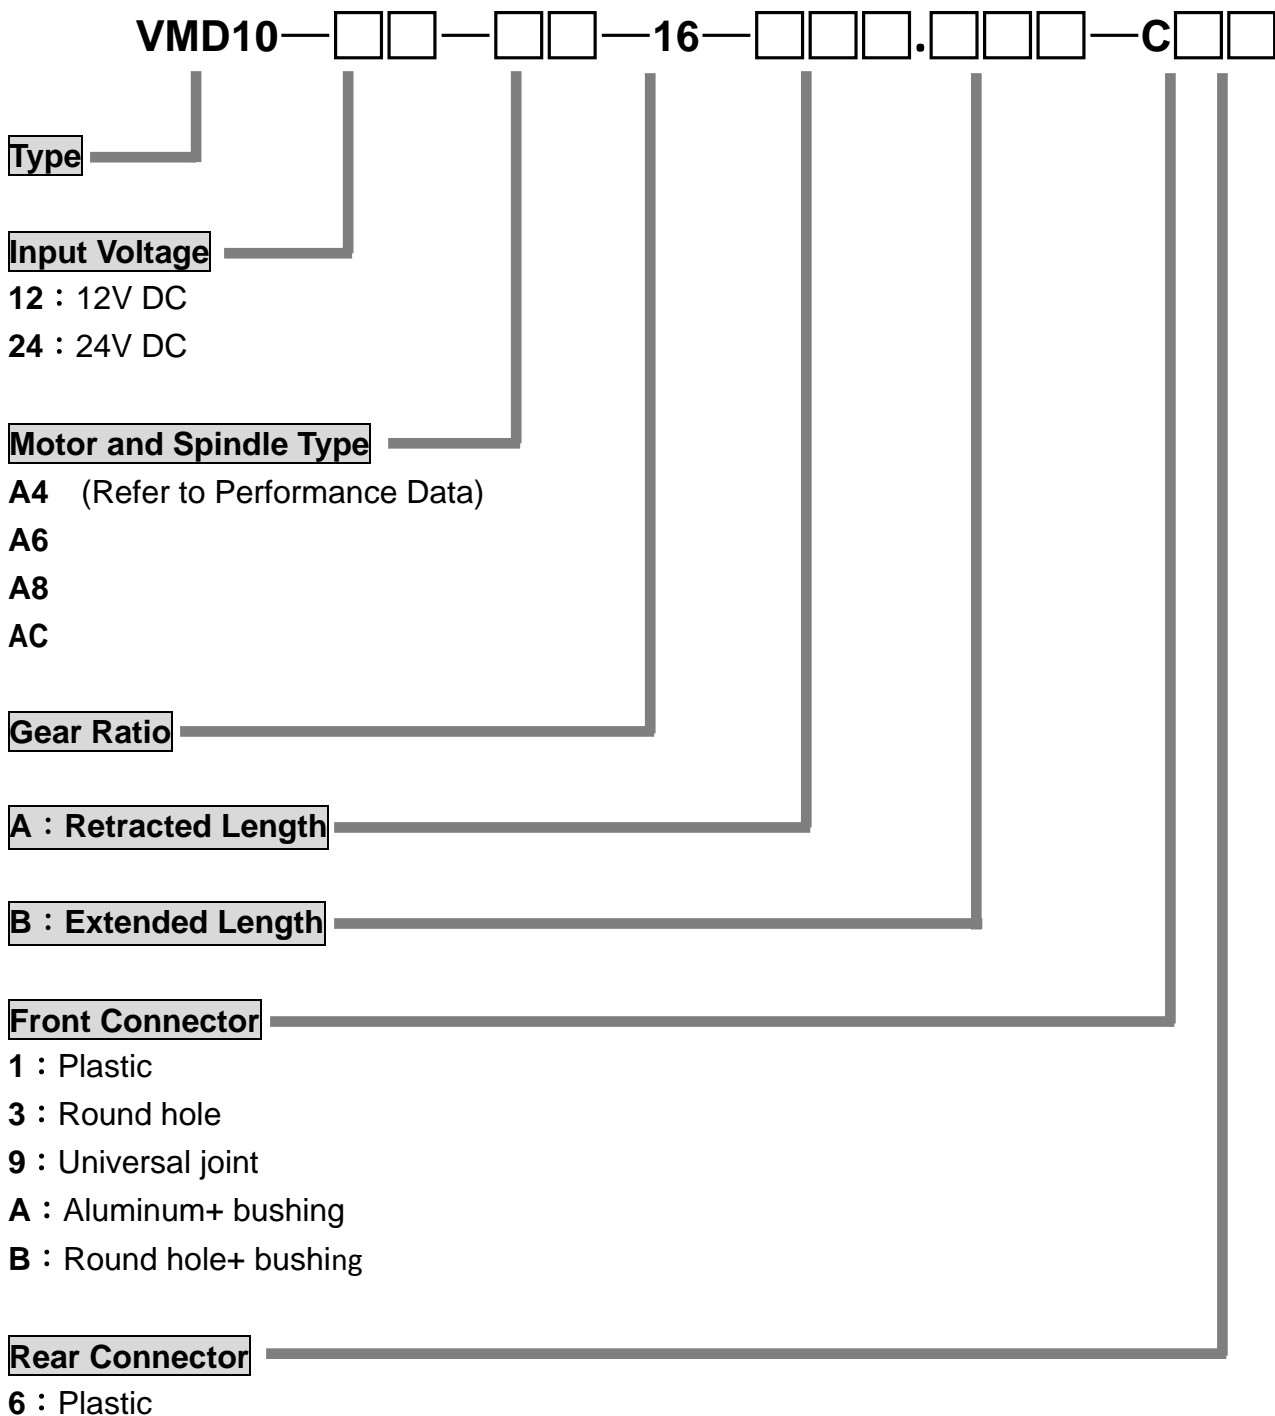 VMD10—□□—□□—16—□□□.□□□—C□□
Type
Input Voltage
12：12V DC
24：24V DC
Motor and Spindle Type
A4 (Refer to Performance Data)
A6
A8
AC
Gear Ratio
A：Retracted Length
B：Extended Length
Front Connector
1：Plastic
3：Round hole
9：Universal joint
A：Aluminum+ bushing
B：Round hole+ bushing
Rear Connector
6：Plastic